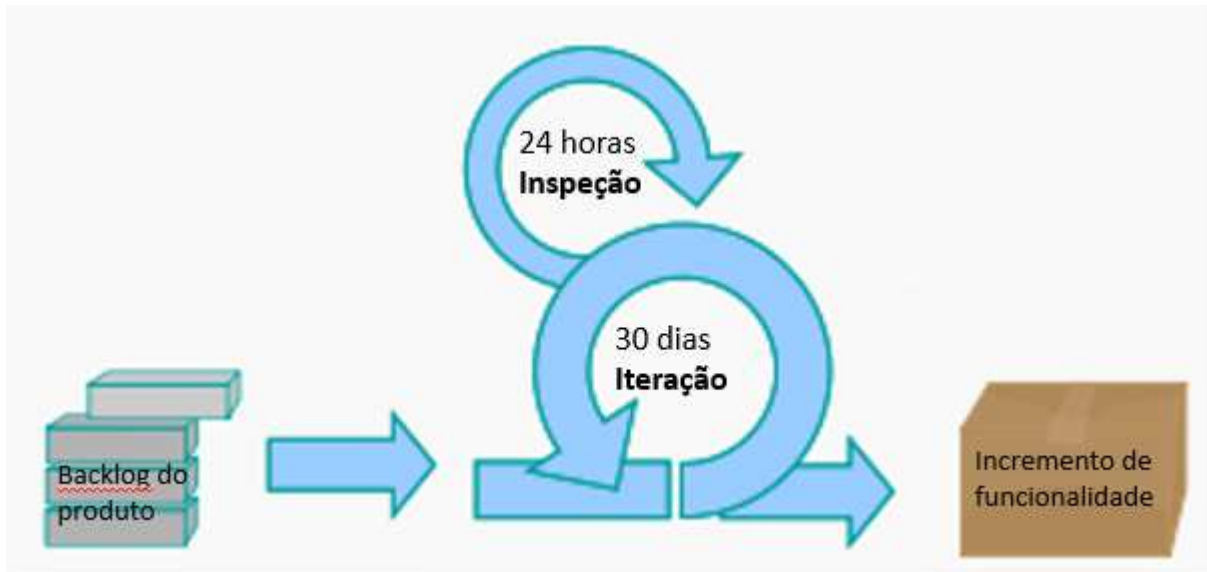 24 horas
Inspeção
30 dias
Iteração
Backlog do
produto
Incremento de
funcionalidade